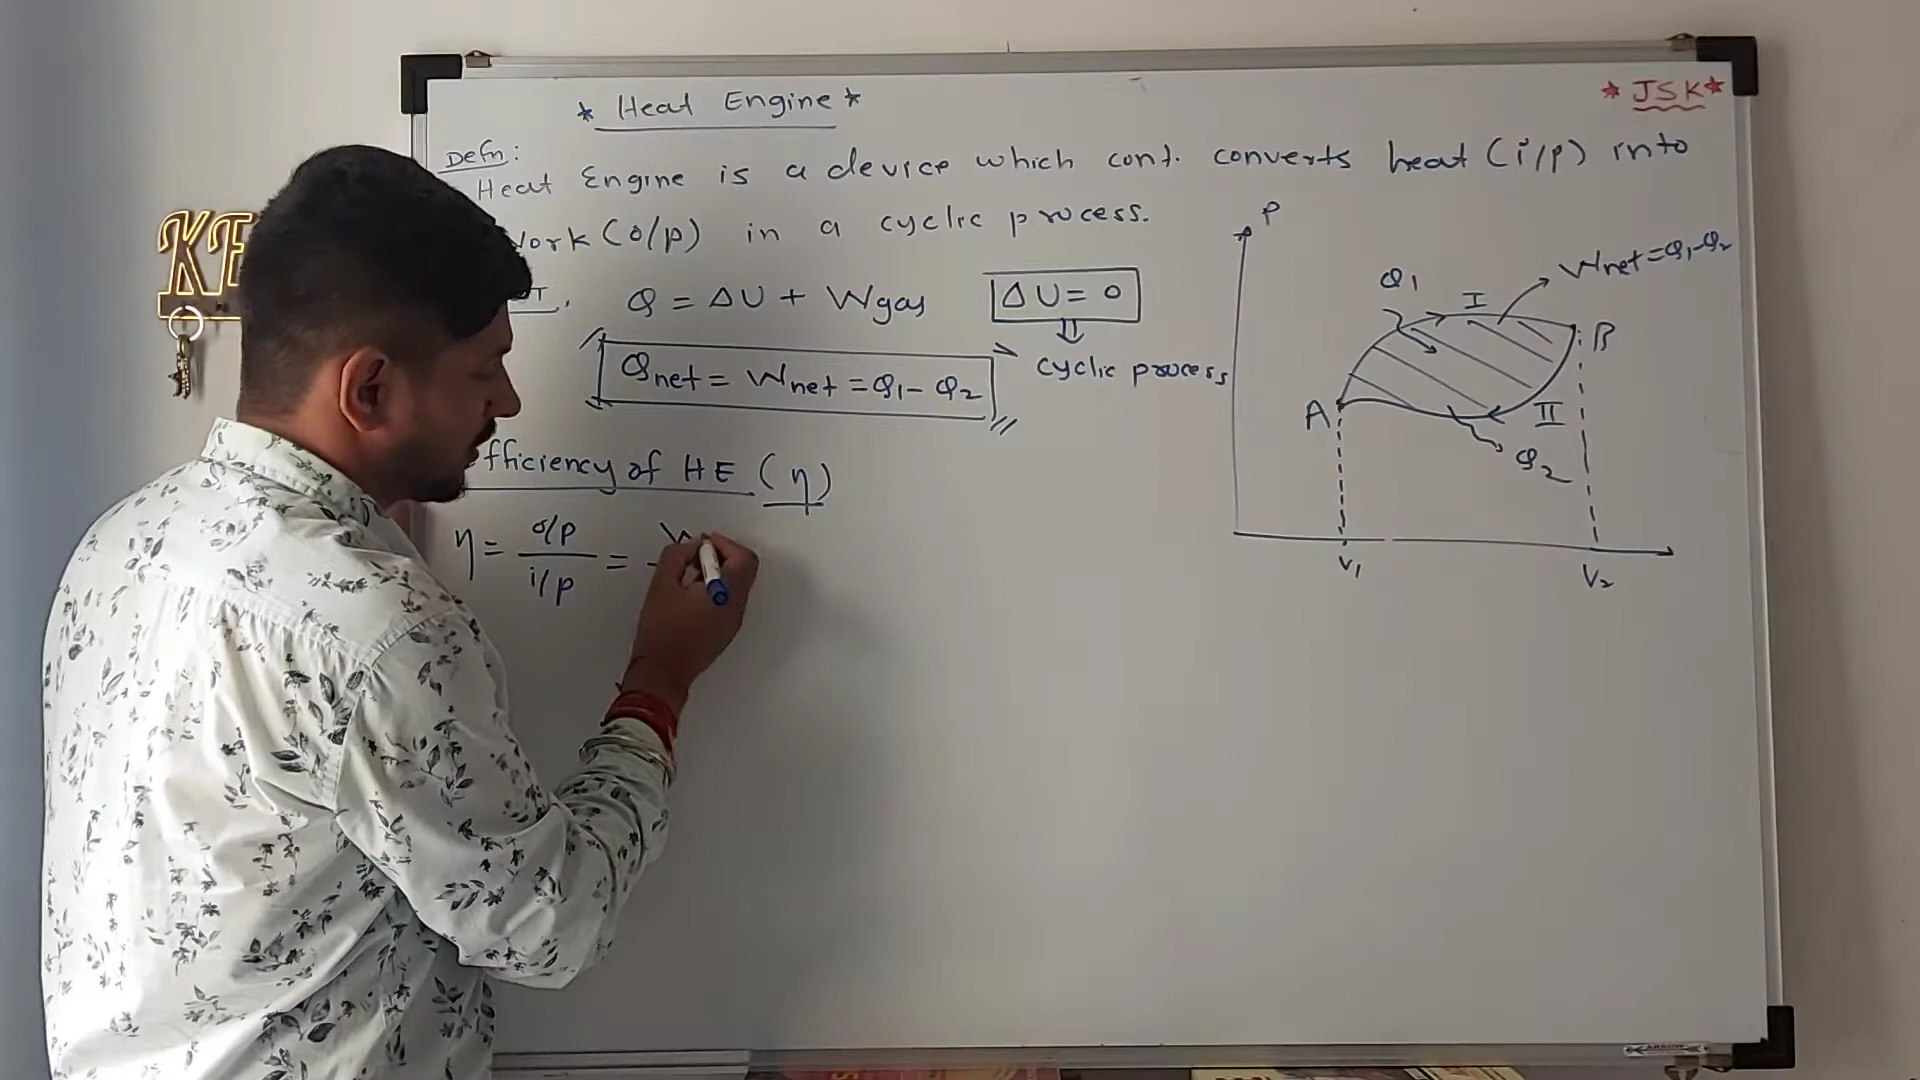 * Heat Engine *
* JSK *
Defn:
Heat Engine is a device which cont. converts heat (i/p) into
work (o/p) in a cyclic process.
Q = ΔU + Wgas
ΔU = 0
⇓
cyclic process
Qnet = Wnet = Q1 - Q2
fficiency of HE (η)
η = o/p / i/p = W
P
Wnet = Q1-Q2
Q1
I
B
A
II
Q2
V1
V2
KE
ARROW